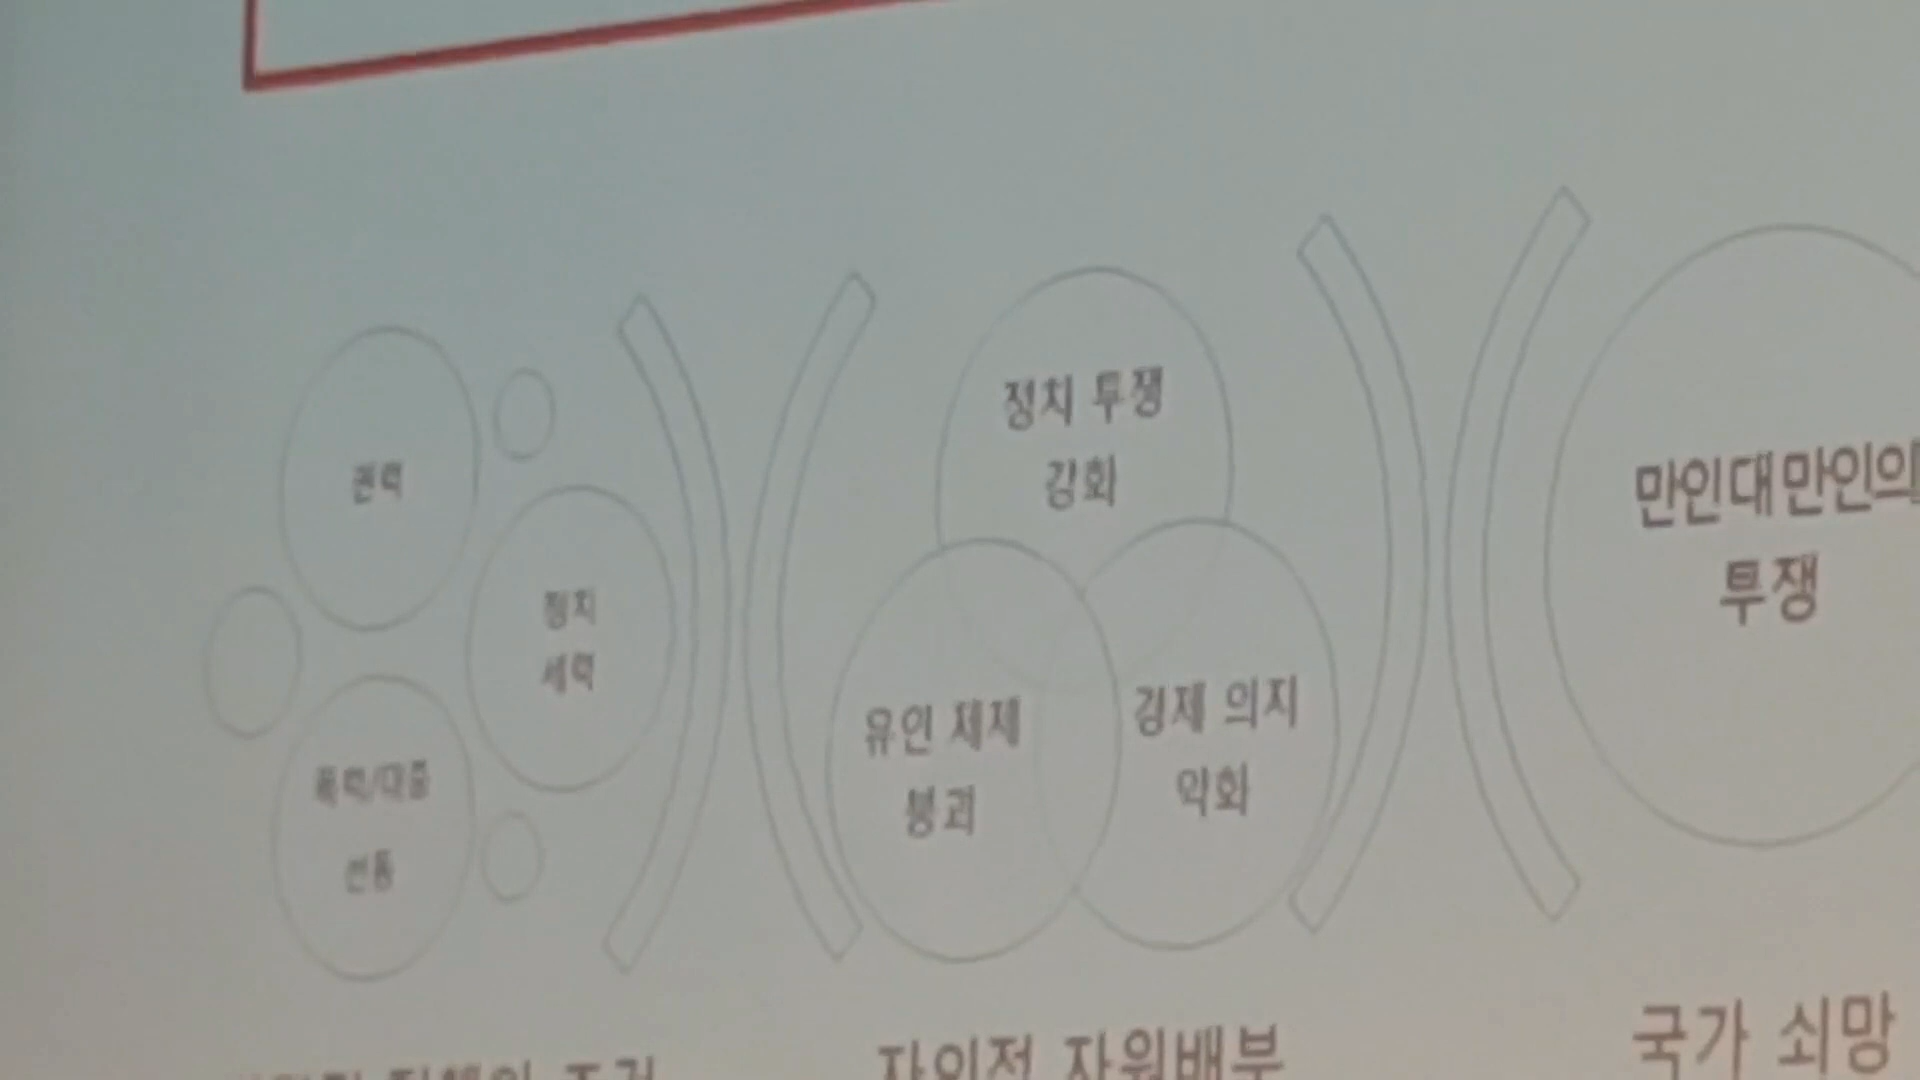 권력
정치
세력
폭력/대중
선동
정치 투쟁
강화
유인 체제
붕괴
경제 의지
약화
만인대만인의
투쟁
자의적 자원배부
국가 쇠망